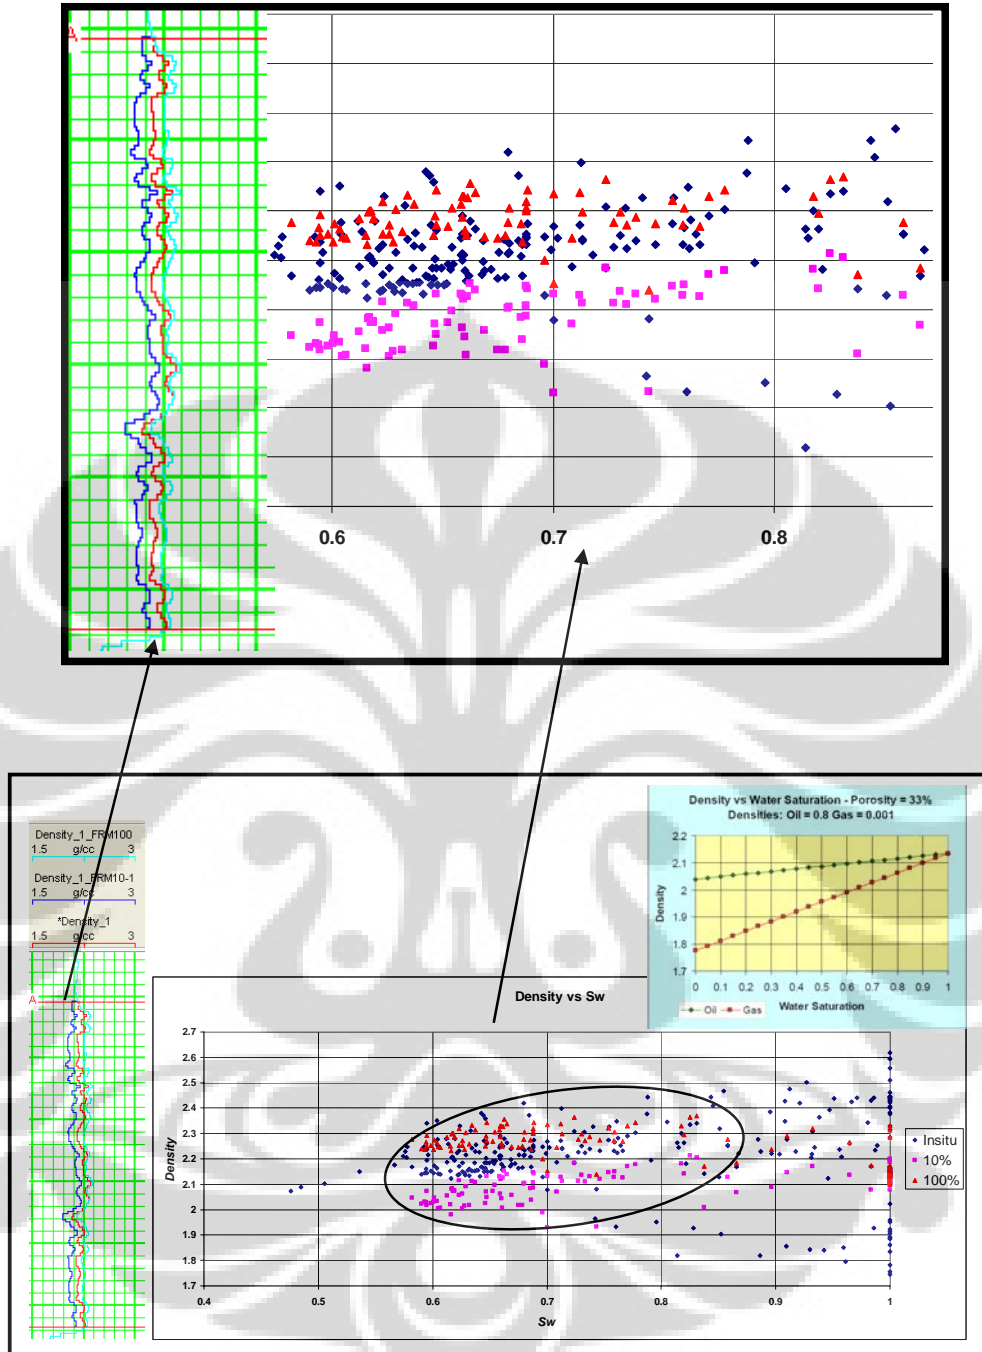 A
0.6
0.7
0.8
Density_1_FRM100
1.5 g/cc 3
Density_1_FRM10-1
1.5 g/cc 3
*Density_1
1.5 g/cc 3
A
Density vs Water Saturation - Porosity = 33%
Densities: Oil = 0.8 Gas = 0.001
2.2
2.1
2
1.9
1.8
1.7
Density
0 0.1 0.2 0.3 0.4 0.5 0.6 0.7 0.8 0.9 1
Water Saturation
Oil Gas
Density vs Sw
2.7
2.6
2.5
2.4
2.3
2.2
2.1
2
1.9
1.8
1.7
Density
0.4 0.5 0.6 0.7 0.8 0.9 1
Sw
Insitu
10%
100%